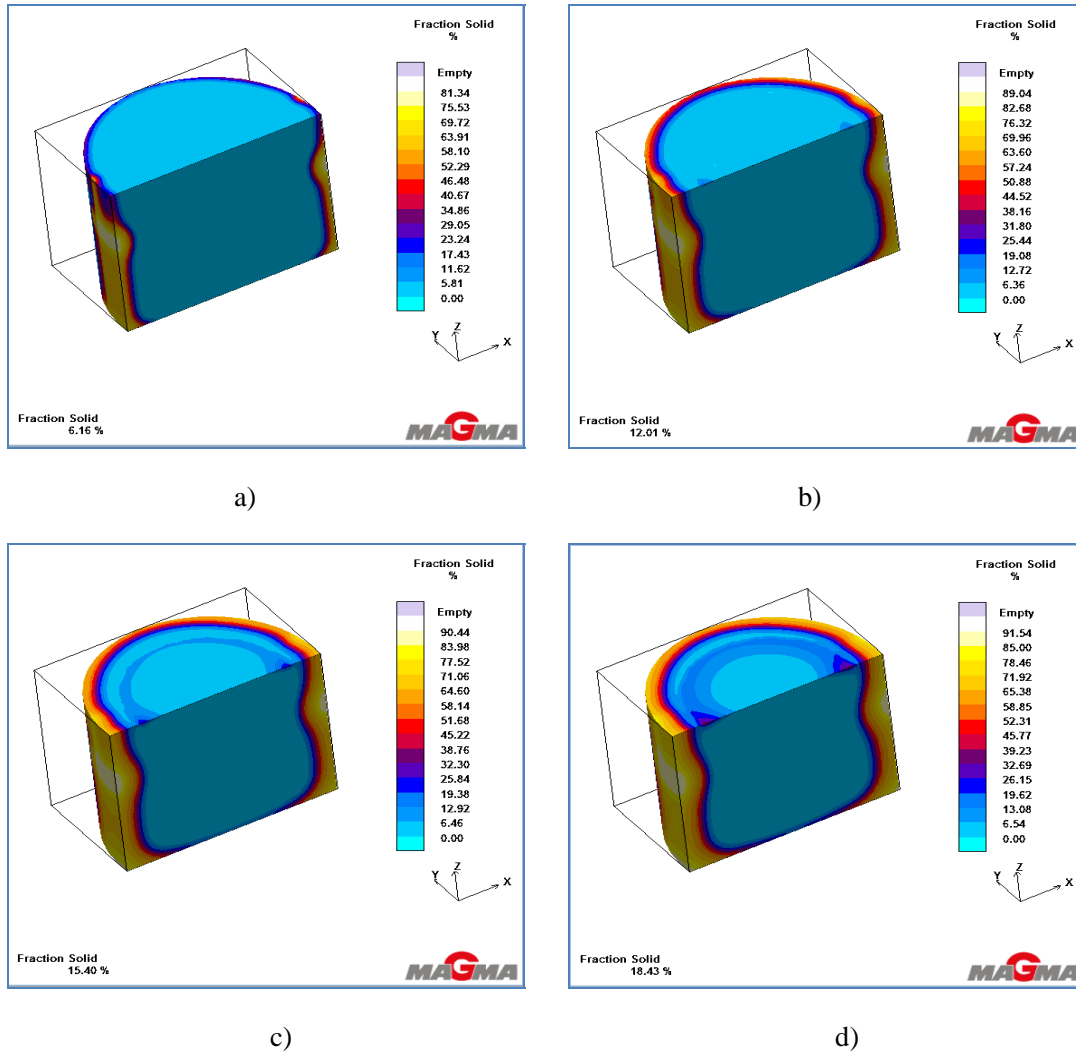 Fraction Solid
%
Empty
81.34
75.53
69.72
63.91
58.10
52.29
46.48
40.67
34.86
29.05
23.24
17.43
11.62
5.81
0.00
Z
Y
X
Fraction Solid
6.16 %
MAGMA
a)
Fraction Solid
%
Empty
89.04
82.68
76.32
69.96
63.60
57.24
50.88
44.52
38.16
31.80
25.44
19.08
12.72
6.36
0.00
Z
Y
X
Fraction Solid
12.01 %
MAGMA
b)
Fraction Solid
%
Empty
90.44
83.98
77.52
71.06
64.60
58.14
51.68
45.22
38.76
32.30
25.84
19.38
12.92
6.46
0.00
Z
Y
X
Fraction Solid
15.40 %
MAGMA
c)
Fraction Solid
%
Empty
91.54
85.00
78.46
71.92
65.38
58.85
52.31
45.77
39.23
32.69
26.15
19.62
13.08
6.54
0.00
Z
Y
X
Fraction Solid
18.43 %
MAGMA
d)